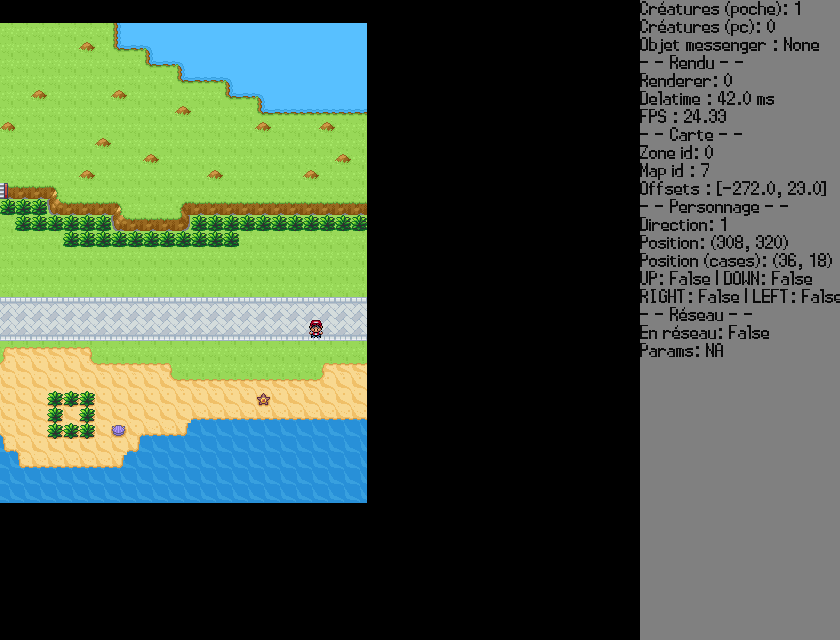 Créatures (poche): 1
Créatures (pc): 0
Objet messenger : None
- - Rendu - -
Renderer: 0
Delatime : 42.0 ms
FPS : 24.33
- - Carte - -
Zone id: 0
Map id : 7
Offsets : [-272.0, 23.0]
- - Personnage - -
Direction: 1
Position: (308, 320)
Position (cases): (36, 18)
UP: False | DOWN: False
RIGHT: False | LEFT: False
- - Réseau - -
En réseau: False
Params: NA